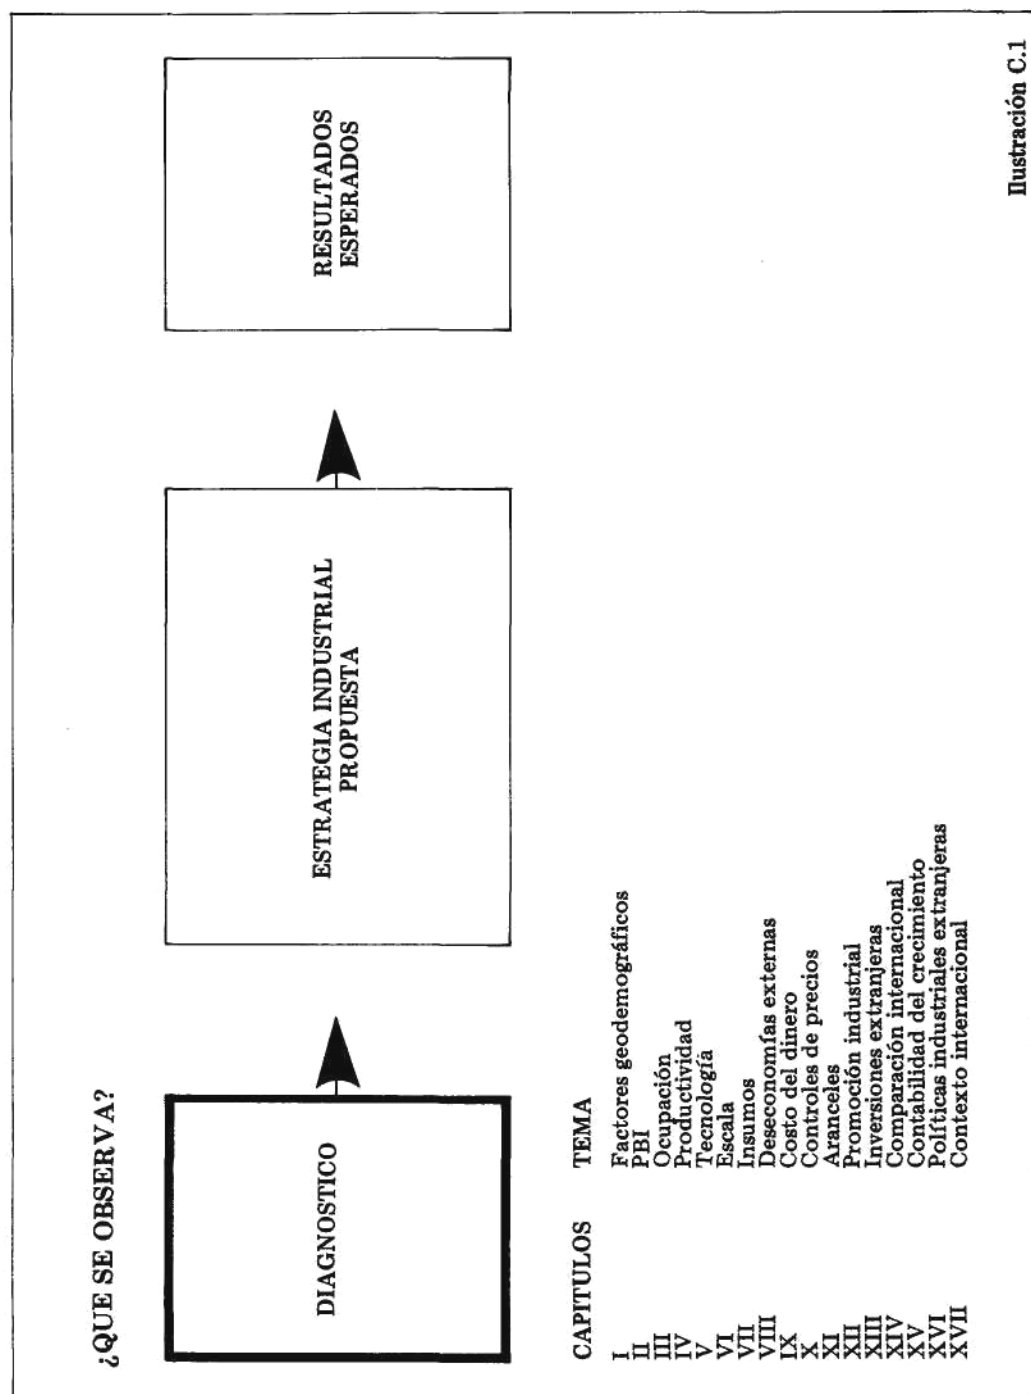 ¿QUE SE OBSERVA?
DIAGNOSTICO
ESTRATEGIA INDUSTRIAL
PROPUESTA
RESULTADOS
ESPERADOS
CAPITULOS TEMA
I Factores geodemográficos
II PBI
III Ocupación
IV Productividad
V Tecnología
VI Escala
VII Insumos
VIII Deseconomías externas
IX Costo del dinero
X Controles de precios
XI Aranceles
XII Promoción industrial
XIII Inversiones extranjeras
XIV Comparación internacional
XV Contabilidad del crecimiento
XVI Políticas industriales extranjeras
XVII Contexto internacional
Ilustración C.1